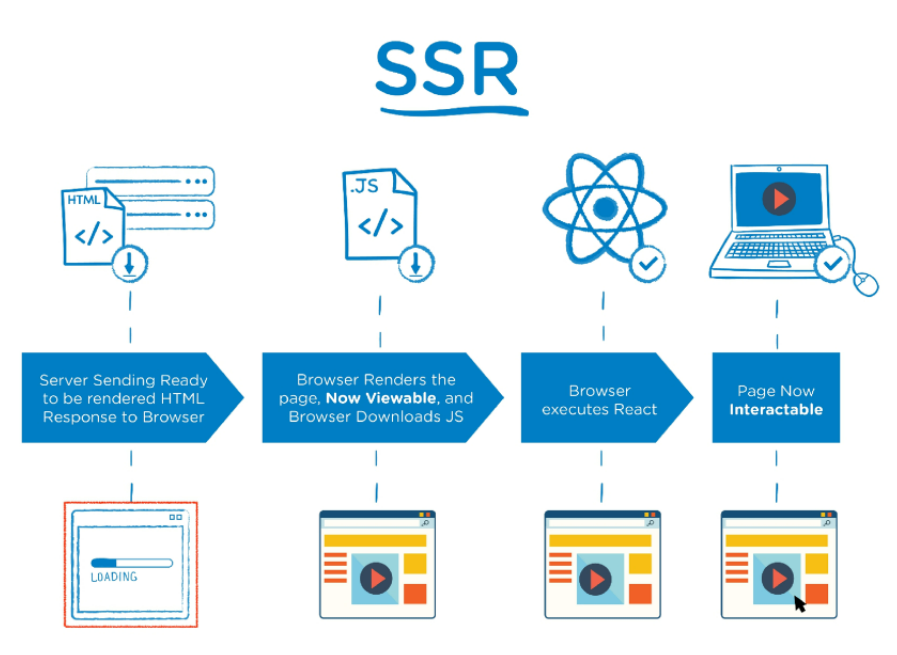 SSR
HTML
</>
.JS
</>
Server Sending Ready
to be rendered HTML
Response to Browser
Browser Renders the
page, Now Viewable, and
Browser Downloads JS
Browser
executes React
Page Now
Interactable
LOADING